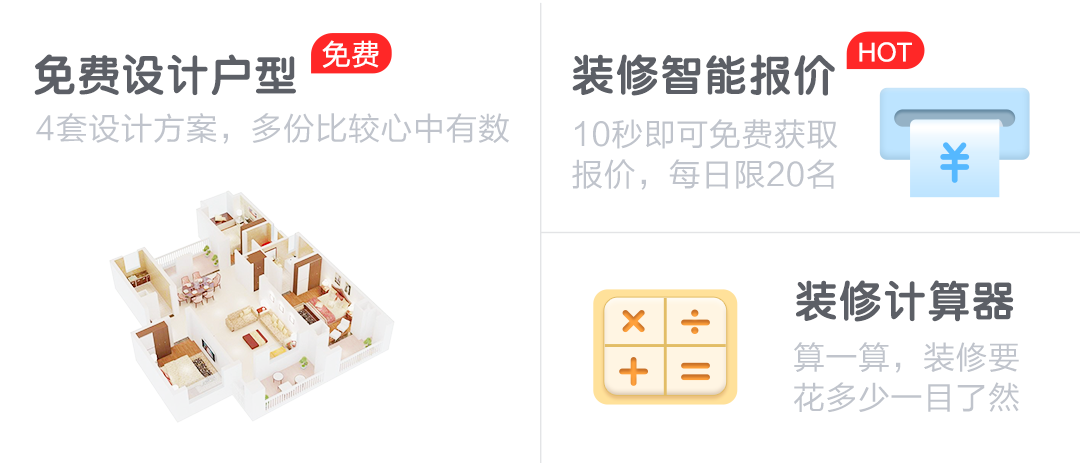 免费设计户型
免费
4套设计方案，多份比较心中有数
装修智能报价
HOT
10秒即可免费获取
报价，每日限20名
¥
装修计算器
算一算，装修要
花多少一目了然
× ÷
+ =